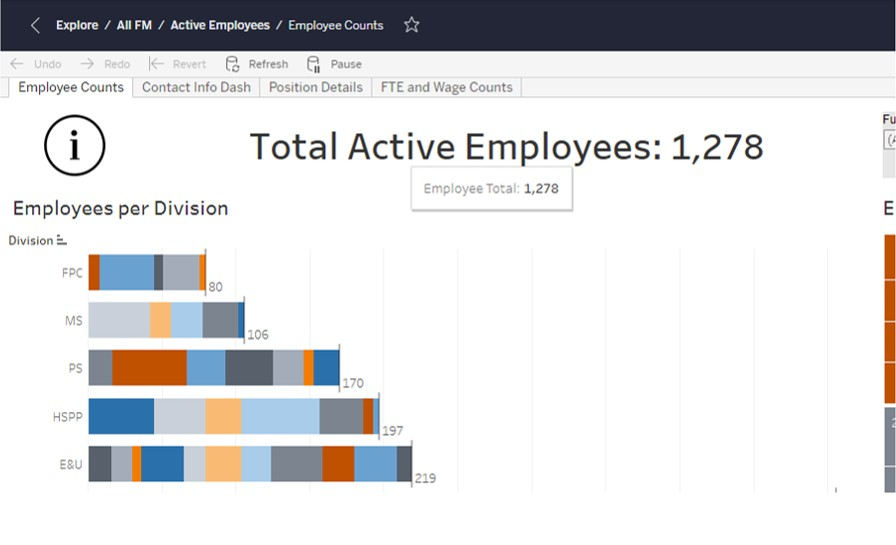 Explore / All FM / Active Employees / Employee Counts
Undo Redo Revert Refresh Pause
Employee Counts Contact Info Dash Position Details FTE and Wage Counts
i
Total Active Employees: 1,278
Employee Total: 1,278
Fu
(A
Employees per Division
E
Division
FPC
80
MS
106
PS
170
HSPP
197
2
E&U
219